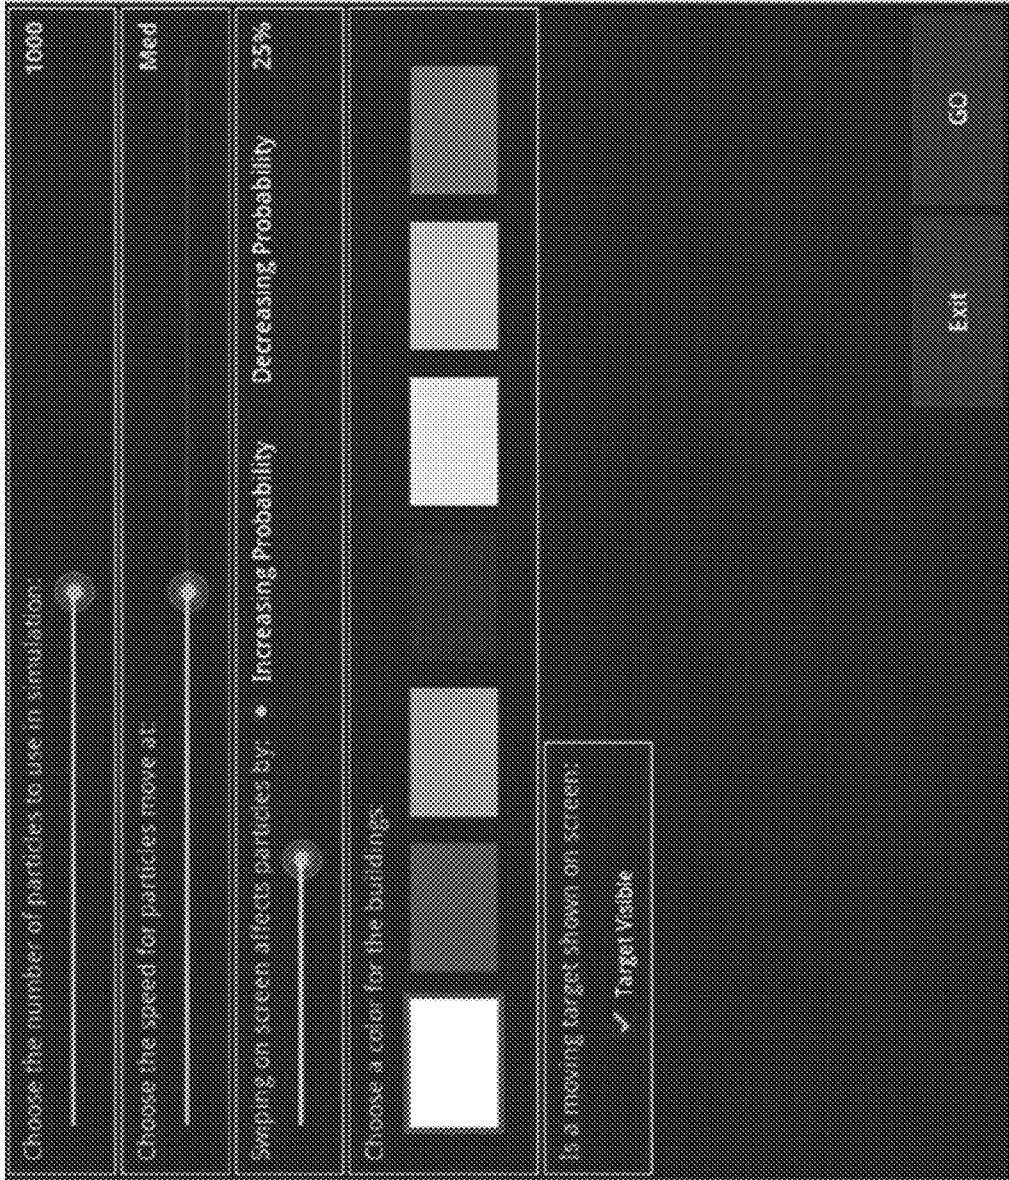 Choose the number of particles to use in simulation: 1000
Choose the speed for particles move at: Med
Swiping on screen affects particles by: Increasing Probability Decreasing Probability 25%
Choose a color for the buildings:
Is a moving target shown on screen:
✓ Target Visible
Exit GO